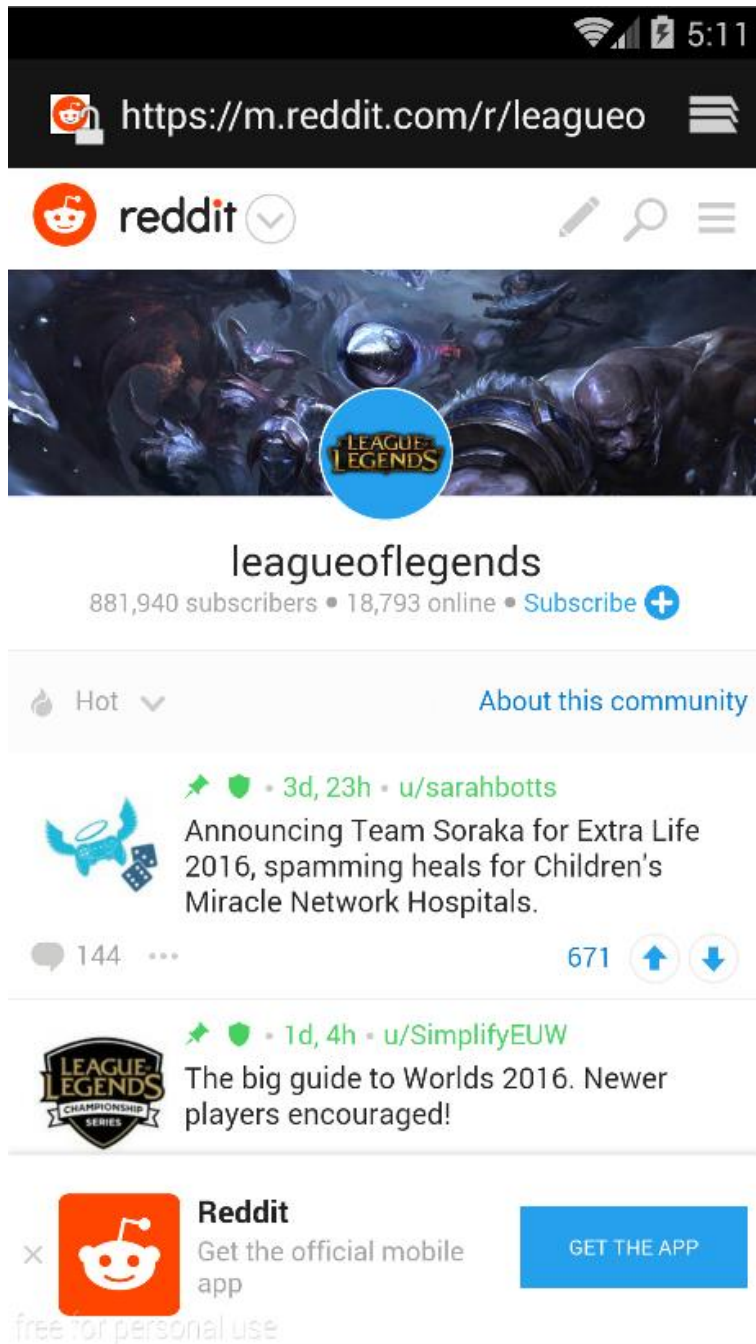 5:11
https://m.reddit.com/r/leagueo
reddit
LEAGUE OF
LEGENDS
leagueoflegends
881,940 subscribers • 18,793 online • Subscribe
Hot
About this community
• 3d, 23h • u/sarahbotts
Announcing Team Soraka for Extra Life
2016, spamming heals for Children's
Miracle Network Hospitals.
144 ••• 671
• 1d, 4h • u/SimplifyEUW
LEAGUE OF
LEGENDS
CHAMPIONSHIP
SERIES
The big guide to Worlds 2016. Newer
players encouraged!
Reddit
Get the official mobile
app
GET THE APP
free for personal use